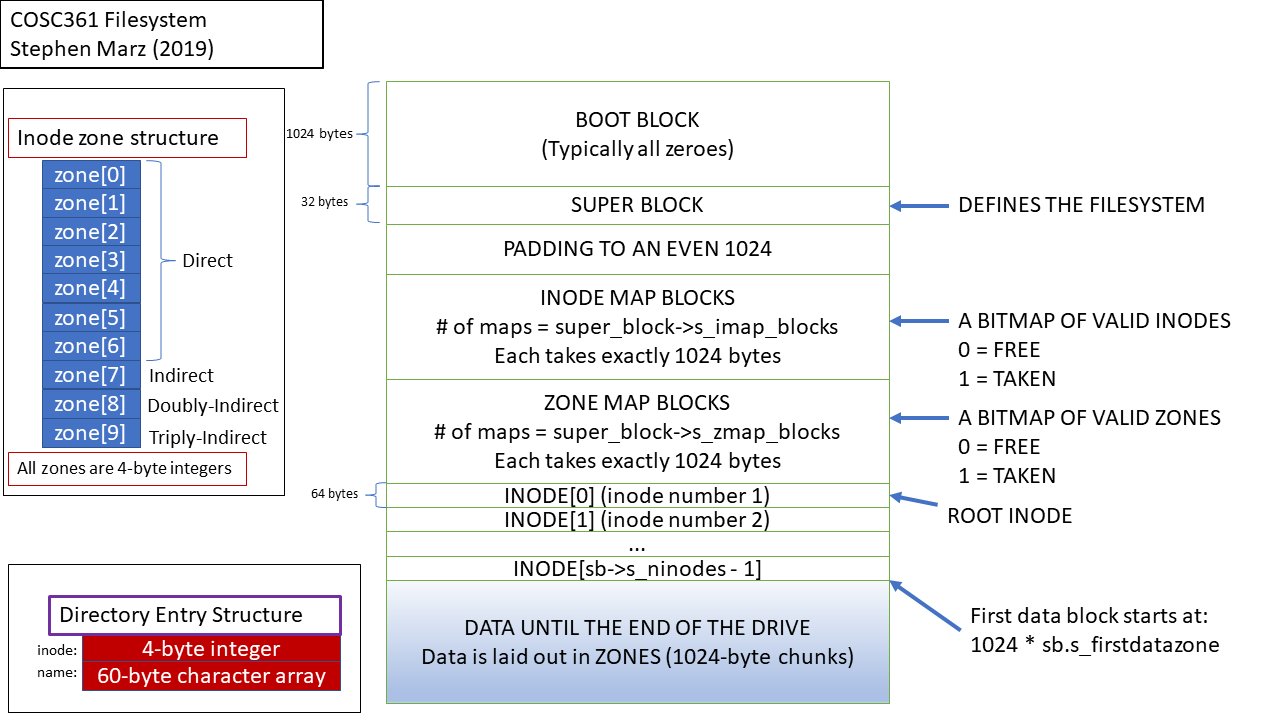 COSC361 Filesystem
Stephen Marz (2019)
Inode zone structure
zone[0]
zone[1]
zone[2]
zone[3]
zone[4]
zone[5]
zone[6]
zone[7]
zone[8]
zone[9]
Direct
Indirect
Doubly-Indirect
Triply-Indirect
All zones are 4-byte integers
Directory Entry Structure
inode: 4-byte integer
name: 60-byte character array
1024 bytes
32 bytes
64 bytes
BOOT BLOCK
(Typically all zeroes)
SUPER BLOCK
PADDING TO AN EVEN 1024
INODE MAP BLOCKS
# of maps = super_block->s_imap_blocks
Each takes exactly 1024 bytes
ZONE MAP BLOCKS
# of maps = super_block->s_zmap_blocks
Each takes exactly 1024 bytes
INODE[0] (inode number 1)
INODE[1] (inode number 2)
...
INODE[sb->s_ninodes - 1]
DATA UNTIL THE END OF THE DRIVE
Data is laid out in ZONES (1024-byte chunks)
DEFINES THE FILESYSTEM
A BITMAP OF VALID INODES
0 = FREE
1 = TAKEN
A BITMAP OF VALID ZONES
0 = FREE
1 = TAKEN
ROOT INODE
First data block starts at:
1024 * sb.s_firstdatazone